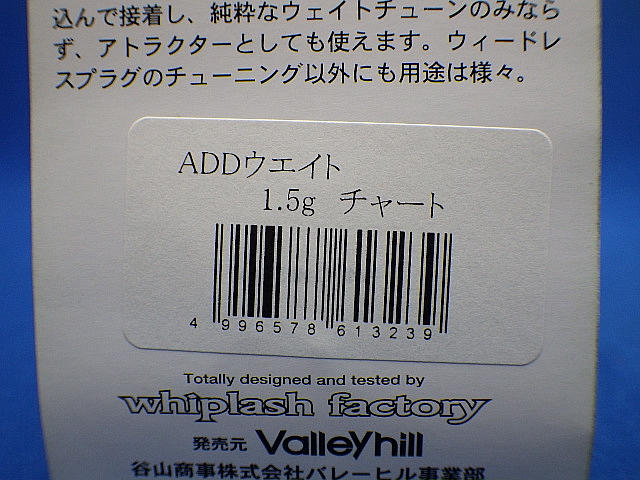 込んで接着し、純粋なウェイトチューンのみなら
ず、アトラクターとしても使えます。ウィードレ
スプラグのチューニング以外にも用途は様々。
ADDウエイト
1.5g チャート
4 996578 613239
Totally designed and tested by
whiplash factory
発売元 Valleyhill
谷山商事株式会社バレーヒル事業部